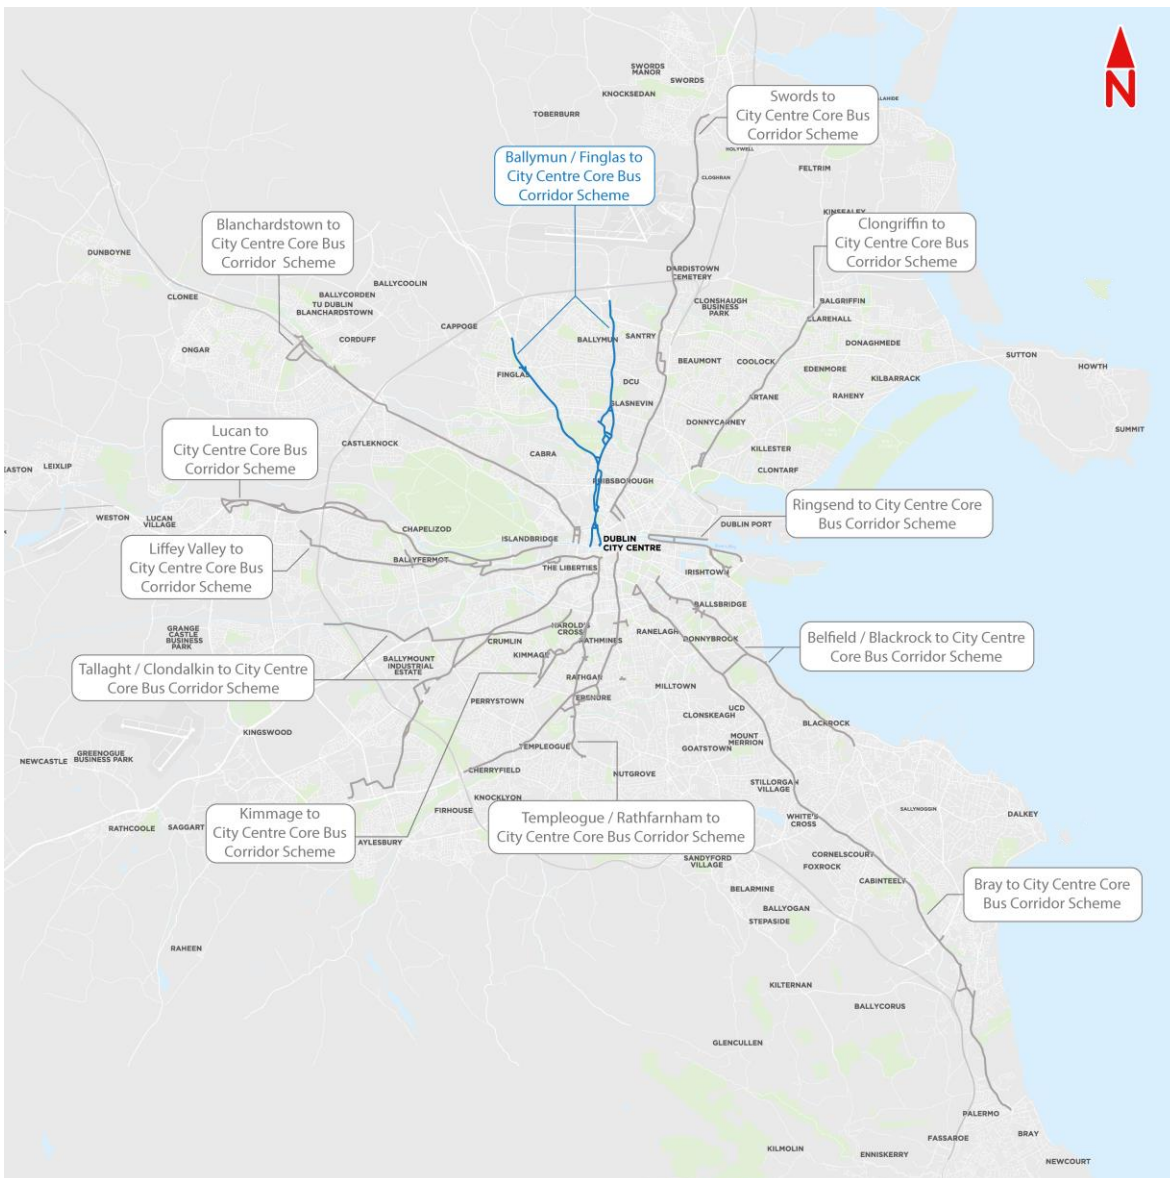 N
SWORDS
MANOR
SWORDS
KNOCKSEDAN
TOBERBURR
Swords to
City Centre Core Bus
Corridor Scheme
LAHIDE
HOLYWELL
FELTRIM
CLOGHRAN
KINSEALEY
Ballymun / Finglas to
City Centre Core Bus
Corridor Scheme
Blanchardstown to
City Centre Core Bus
Corridor Scheme
Clongriffin to
City Centre Core Bus
Corridor Scheme
DUNBOYNE
CLONEE
BALLYCOOLIN
BALLYCORDEN
TU DUBLIN
BLANCHARDSTOWN
CORDUFF
ONGAR
CAPPOGE
DARDISTOWN
CEMETERY
CLONSHAUGH
BUSINESS
PARK
BALGRIFFIN
CLAREHALL
BALLYMUN
SANTRY
BEAUMONT
COOLOCK
DONAGHMEDE
EDENMORE
KILBARRACK
SUTTON
HOWTH
FINGLAS
DCU
GLASNEVIN
ARTANE
RAHENY
DONNYCARNEY
SUMMIT
Lucan to
City Centre Core Bus
Corridor Scheme
CASTLEKNOCK
CABRA
KILLESTER
CLONTARF
EASTON
LEIXLIP
PHIBSBOROUGH
WESTON
LUCAN
VILLAGE
CHAPELIZOD
ISLANDBRIDGE
DUBLIN
CITY CENTRE
DUBLIN PORT
Ringsend to City Centre Core
Bus Corridor Scheme
Liffey Valley to
City Centre Core Bus
Corridor Scheme
BALLYFERMOT
THE LIBERTIES
IRISHTOWN
BALLSBRIDGE
GRANGE
CASTLE
BUSINESS
PARK
CRUMLIN
HAROLD'S
CROSS
RATHMINES
RANELAGH
DONNYBROOK
Belfield / Blackrock to City Centre
Core Bus Corridor Scheme
Tallaght / Clondalkin to City Centre
Core Bus Corridor Scheme
BALLYMOUNT
INDUSTRIAL
ESTATE
KIMMAGE
RATHGAR
MILLTOWN
PERRYSTOWN
CLONSKEAGH
UCD
BLACKROCK
KINGSWOOD
MOUNT
MERRION
GOATSTOWN
TEMPLEOGUE
NEWCASTLE
GREENOGUE
BUSINESS PARK
CHERRYFIELD
NUTGROVE
STILLORGAN
VILLAGE
KNOCKLYON
FIRHOUSE
SALLYNOGGIN
DALKEY
RATHCOOLE
SAGGART
Kimmage to
City Centre Core Bus
Corridor Scheme
AYLESBURY
Templeogue / Rathfarnham to
City Centre Core Bus Corridor Scheme
WHITE'S
CROSS
SANDYFORD
VILLAGE
CORNELSCOURT
FOXROCK
CABINTEELY
BELARMINE
BALLYOGAN
STEPASIDE
Bray to City Centre Core
Bus Corridor Scheme
RAHEEN
KILTERNAN
BALLYCORUS
GLENCULLEN
PALERMO
BRAY
FASSAROE
KILMOLIN
ENNISKERRY
NEWCOURT